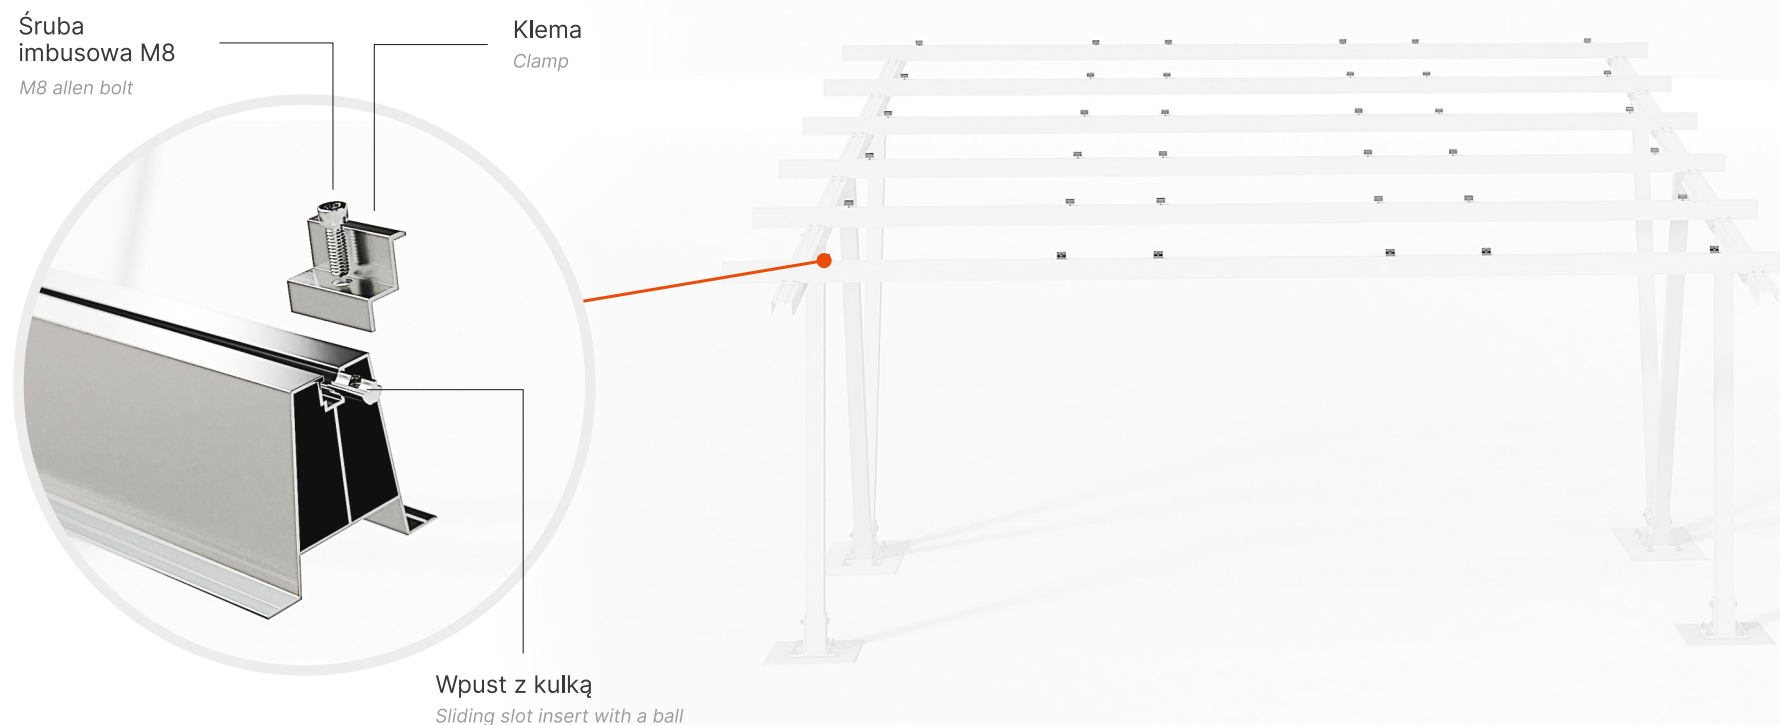 Śruba
imbusowa M8
M8 allen bolt
Klema
Clamp
Wpust z kulką
Sliding slot insert with a ball